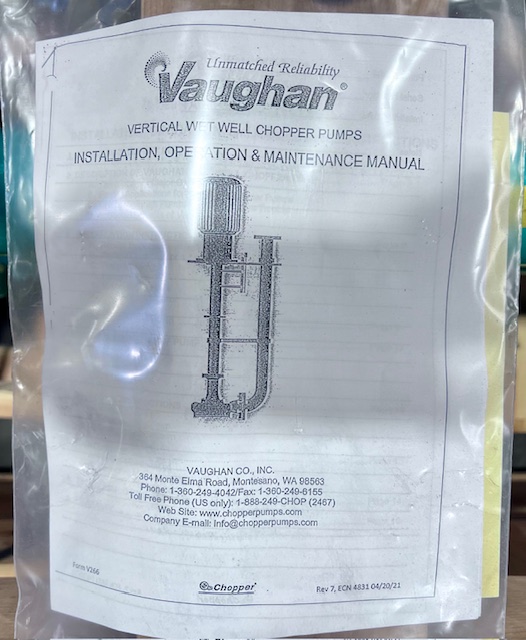 Unmatched Reliability
Vaughan®
VERTICAL WET WELL CHOPPER PUMPS
INSTALLATION, OPERATION & MAINTENANCE MANUAL
VAUGHAN CO., INC.
364 Monte Elma Road, Montesano, WA 98563
Phone: 1-360-249-4042/Fax: 1-360-249-6155
Toll Free Phone (US only): 1-888-249-CHOP (2467)
Web Site: www.chopperpumps.com
Company E-mail: Info@chopperpumps.com
Form V266
Chopper®
Rev 7, ECN 4831 04/20/21